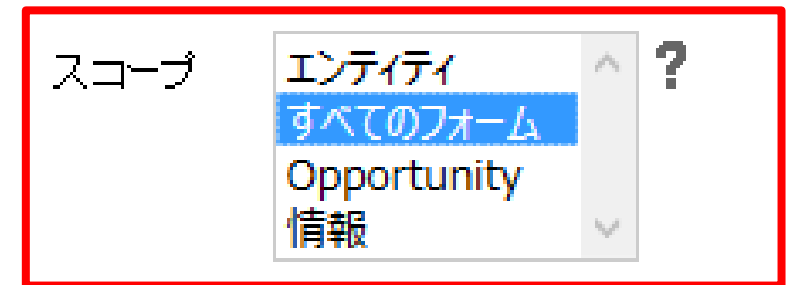 スコープ
エンティティ
すべてのフォーム
Opportunity
情報
?